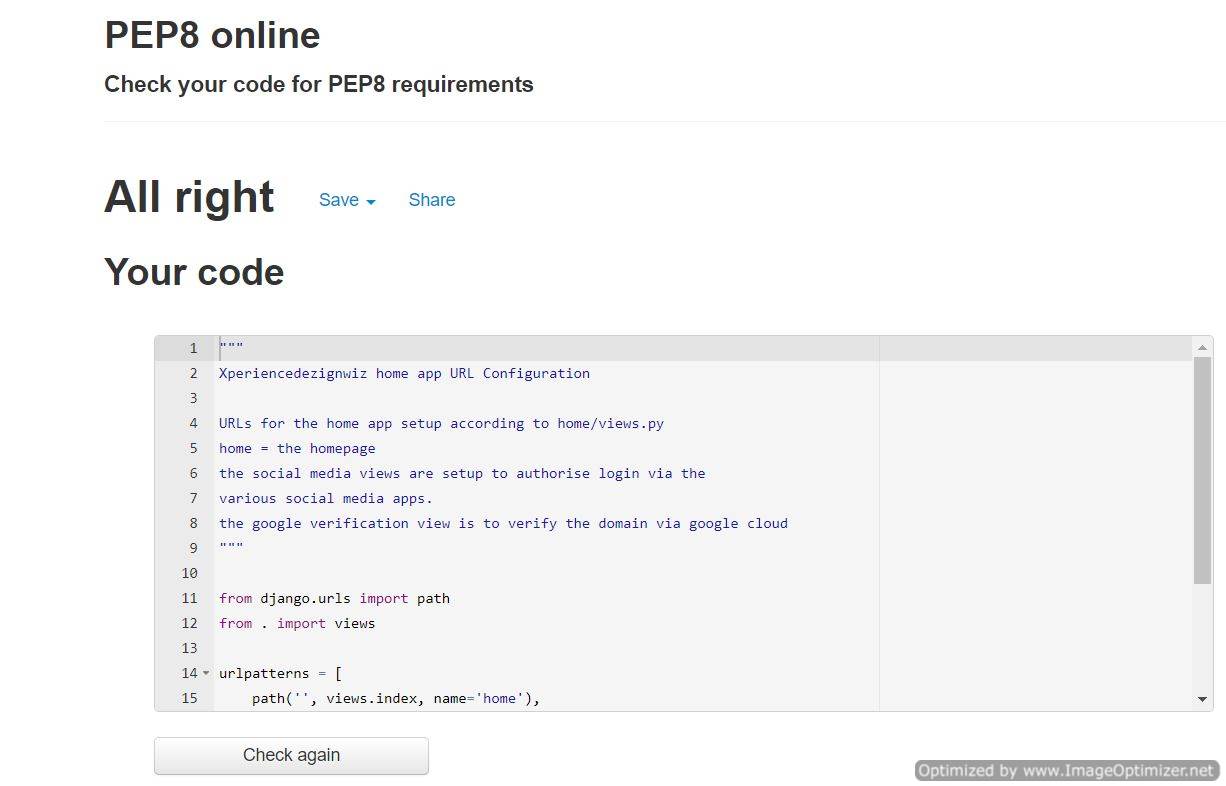 PEP8 online
Check your code for PEP8 requirements
All right Save Share
Your code
1 """
2 Xperiencedezignwiz home app URL Configuration
3
4 URLs for the home app setup according to home/views.py
5 home = the homepage
6 the social media views are setup to authorise login via the
7 various social media apps.
8 the google verification view is to verify the domain via google cloud
9 """
10
11 from django.urls import path
12 from . import views
13
14 urlpatterns = [
15     path('', views.index, name='home'),
Check again
Optimized by www.ImageOptimizer.net